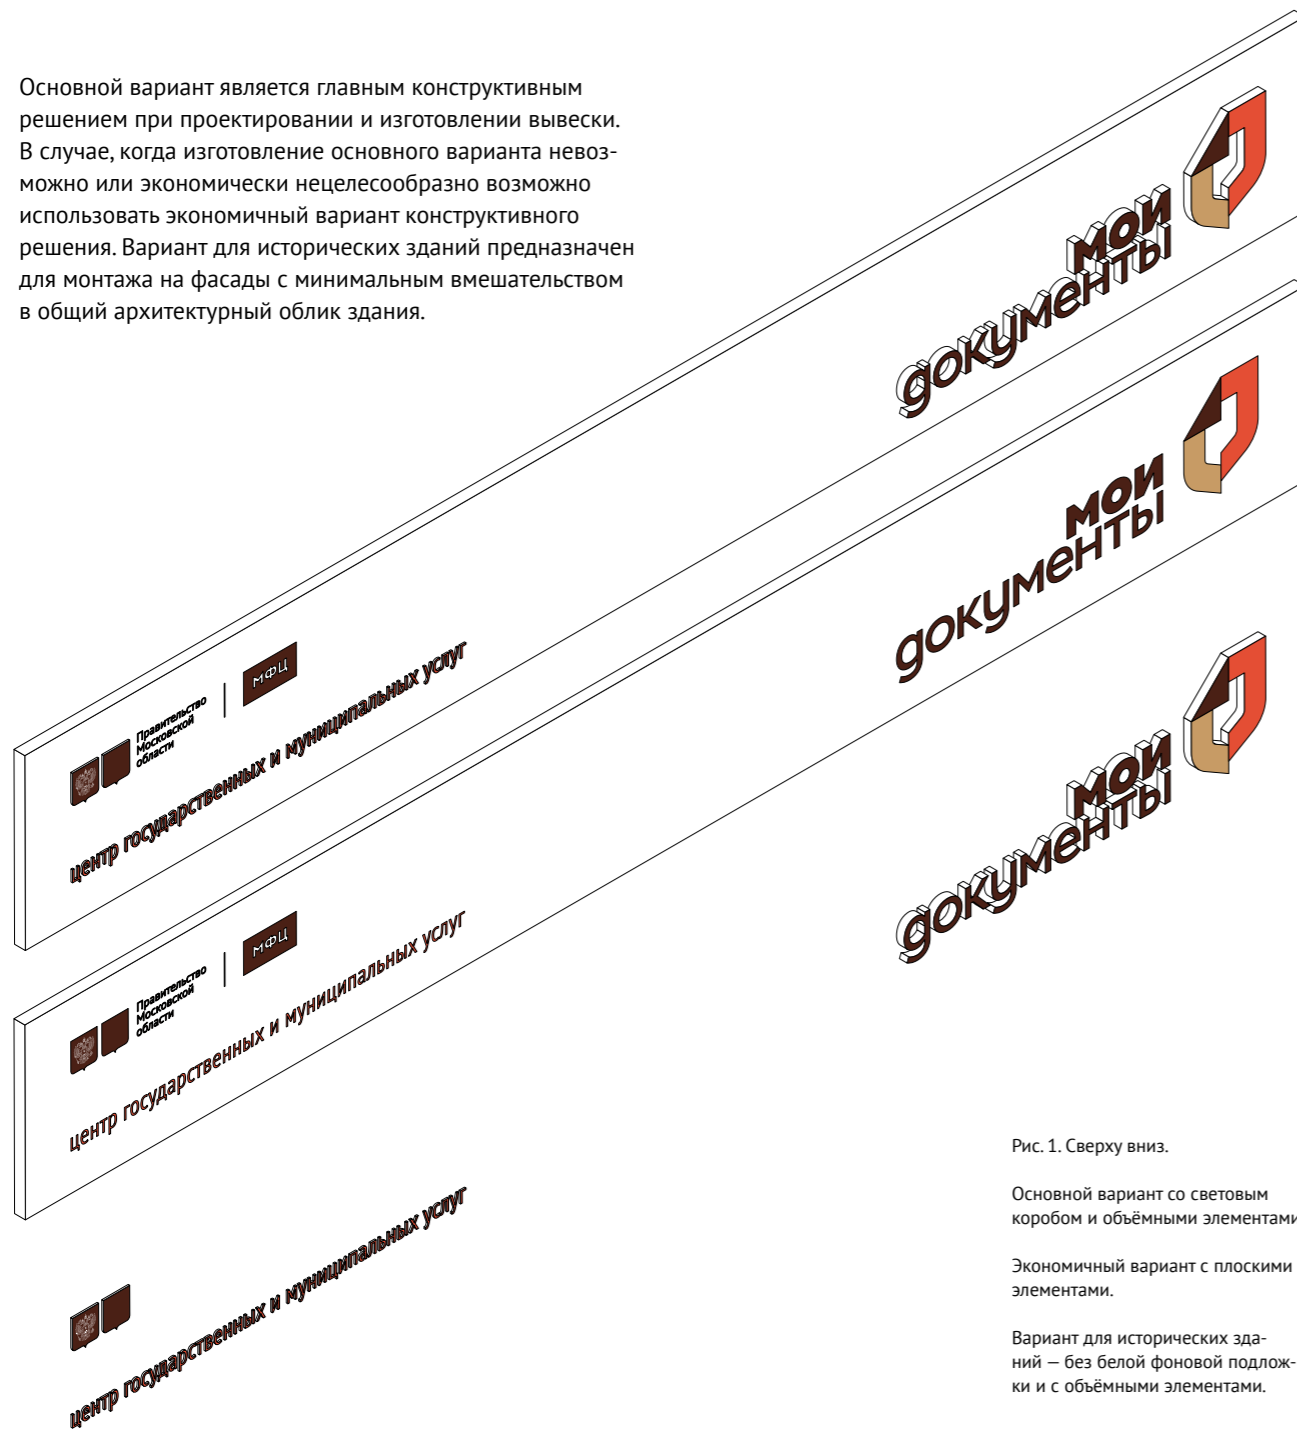 Основной вариант является главным конструктивным
решением при проектировании и изготовлении вывески.
В случае, когда изготовление основного варианта невоз-
можно или экономически нецелесообразно возможно
использовать экономичный вариант конструктивного
решения. Вариант для исторических зданий предназначен
для монтажа на фасады с минимальным вмешательством
в общий архитектурный облик здания.
мои
документы
Правительство
Московской
области
МФЦ
центр государственных и муниципальных услуг
мои
документы
Правительство
Московской
области
МФЦ
центр государственных и муниципальных услуг
мои
документы
центр государственных и муниципальных услуг
Рис. 1. Сверху вниз.
Основной вариант со световым
коробом и объёмными элементами
Экономичный вариант с плоскими
элементами.
Вариант для исторических зда-
ний — без белой фоновой подлож-
ки и с объёмными элементами.